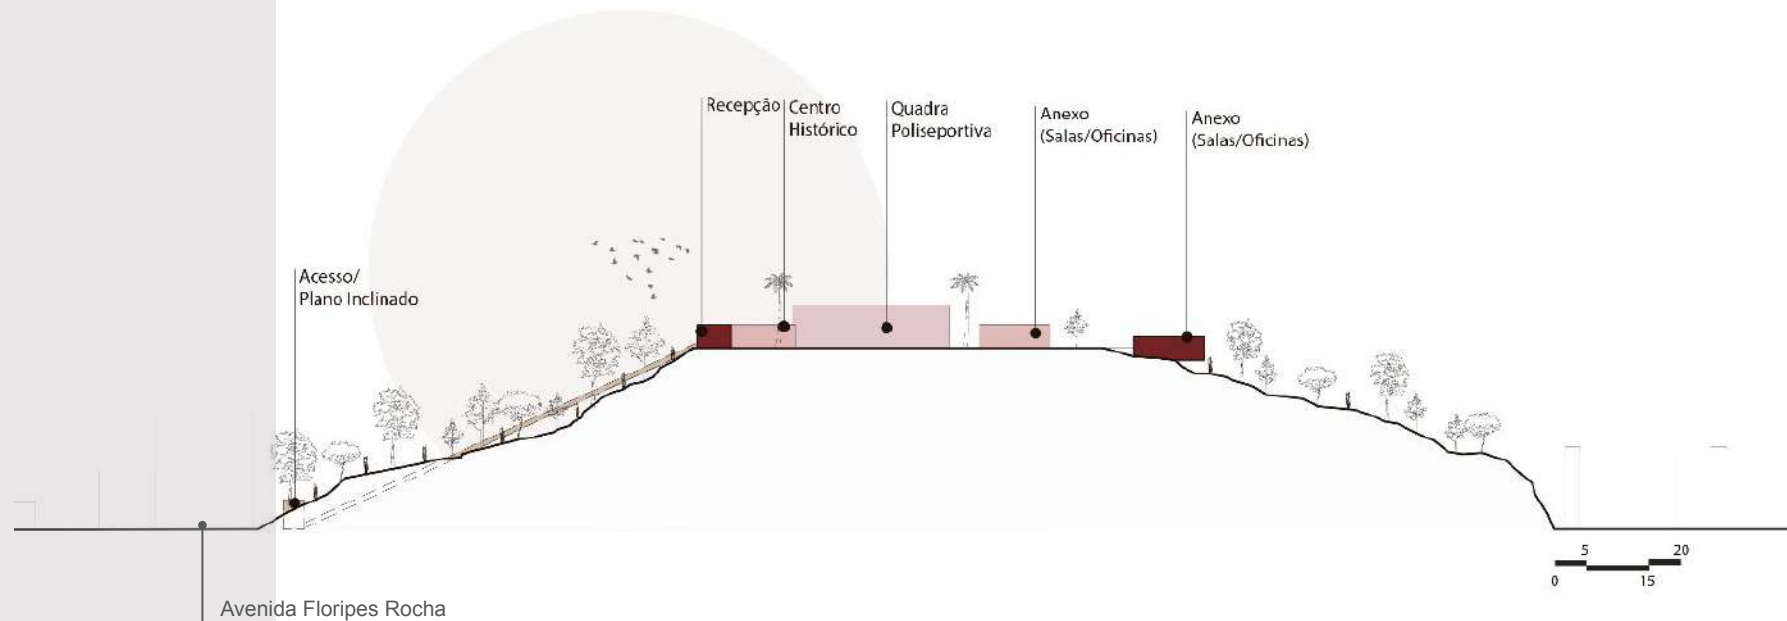 Recepção
Centro
Histórico
Quadra
Poliseportiva
Anexo
(Salas/Oficinas)
Anexo
(Salas/Oficinas)
Acesso/
Plano Inclinado
5 20
0 15
Avenida Floripes Rocha